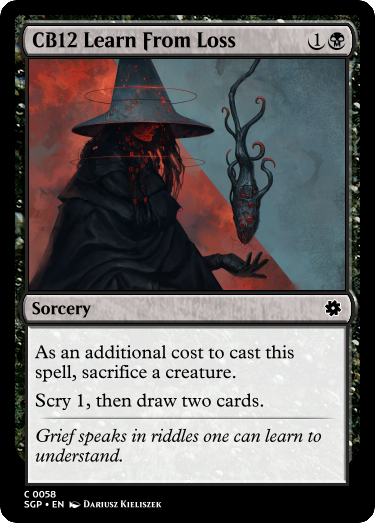 CB12 Learn From Loss 1
Sorcery
As an additional cost to cast this
spell, sacrifice a creature.
Scry 1, then draw two cards.
Grief speaks in riddles one can learn to
understand.
C 0058
SGP • EN Dariusz Kieliszek